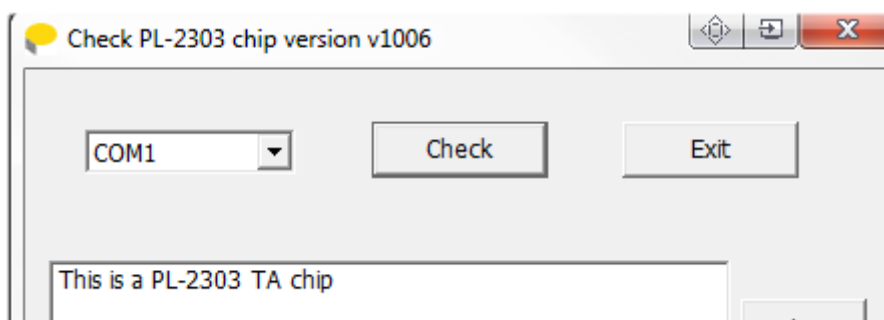 Check PL-2303 chip version v1006
COM1 Check Exit
This is a PL-2303 TA chip